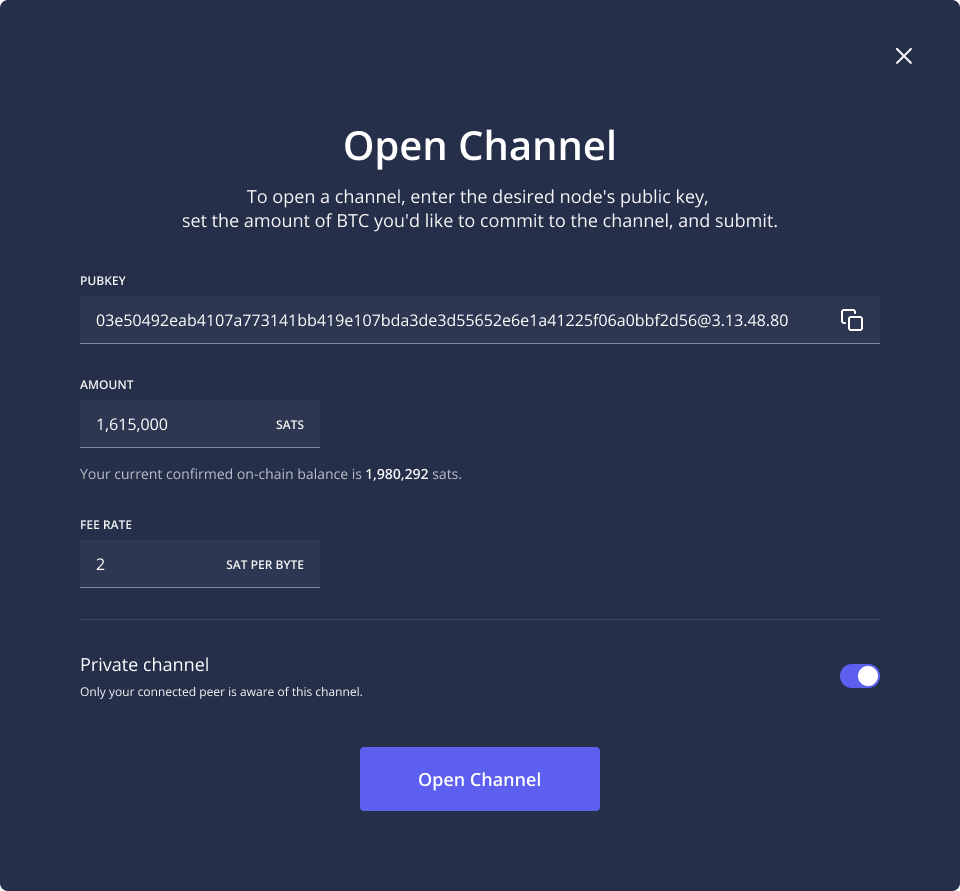 Open Channel
To open a channel, enter the desired node's public key,
set the amount of BTC you'd like to commit to the channel, and submit.
PUBKEY
03e50492eab4107a773141bb419e107bda3de3d55652e6e1a41225f06a0bbf2d56@3.13.48.80
AMOUNT
1,615,000 SATS
Your current confirmed on-chain balance is 1,980,292 sats.
FEE RATE
2 SAT PER BYTE
Private channel
Only your connected peer is aware of this channel.
Open Channel